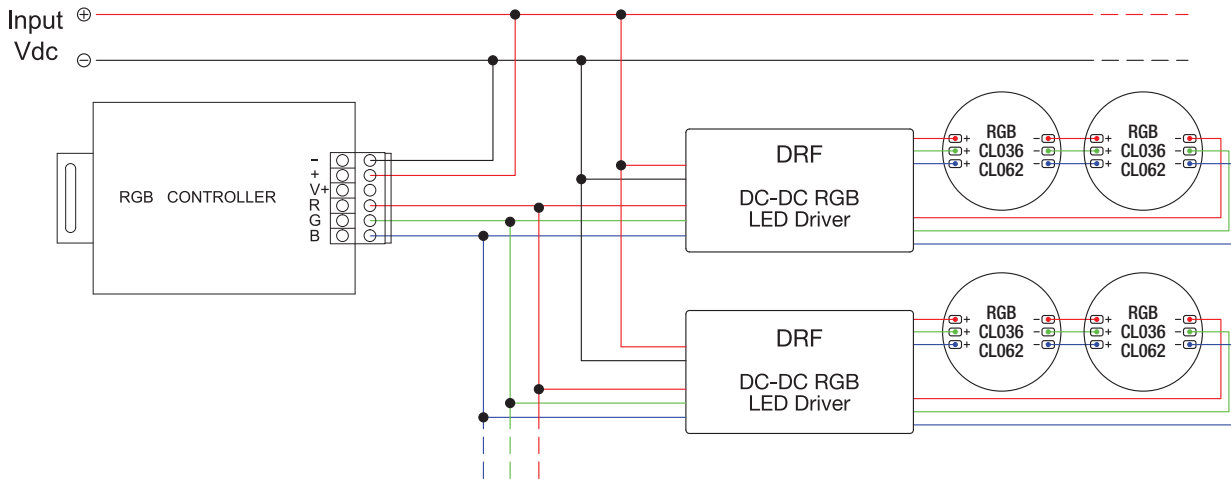 Input ⊕
Vdc ⊖
RGB CONTROLLER
-
+
V+
R
G
B
DRF
DC-DC RGB
LED Driver
+ RGB -
+ CL036 -
+ CL062 -
+ RGB -
+ CL036 -
+ CL062 -
DRF
DC-DC RGB
LED Driver
+ RGB -
+ CL036 -
+ CL062 -
+ RGB -
+ CL036 -
+ CL062 -